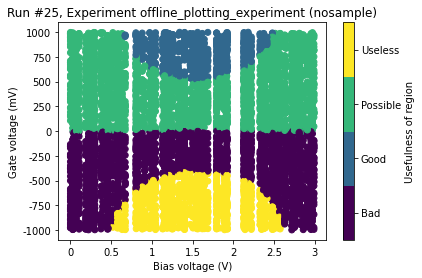 Run #25, Experiment offline_plotting_experiment (nosample)
1000
750
500
250
0
-250
-500
-750
-1000
Gate voltage (mV)
0
0.5
1
1.5
2
2.5
3
Bias voltage (V)
Useless
Possible
Good
Bad
Usefulness of region